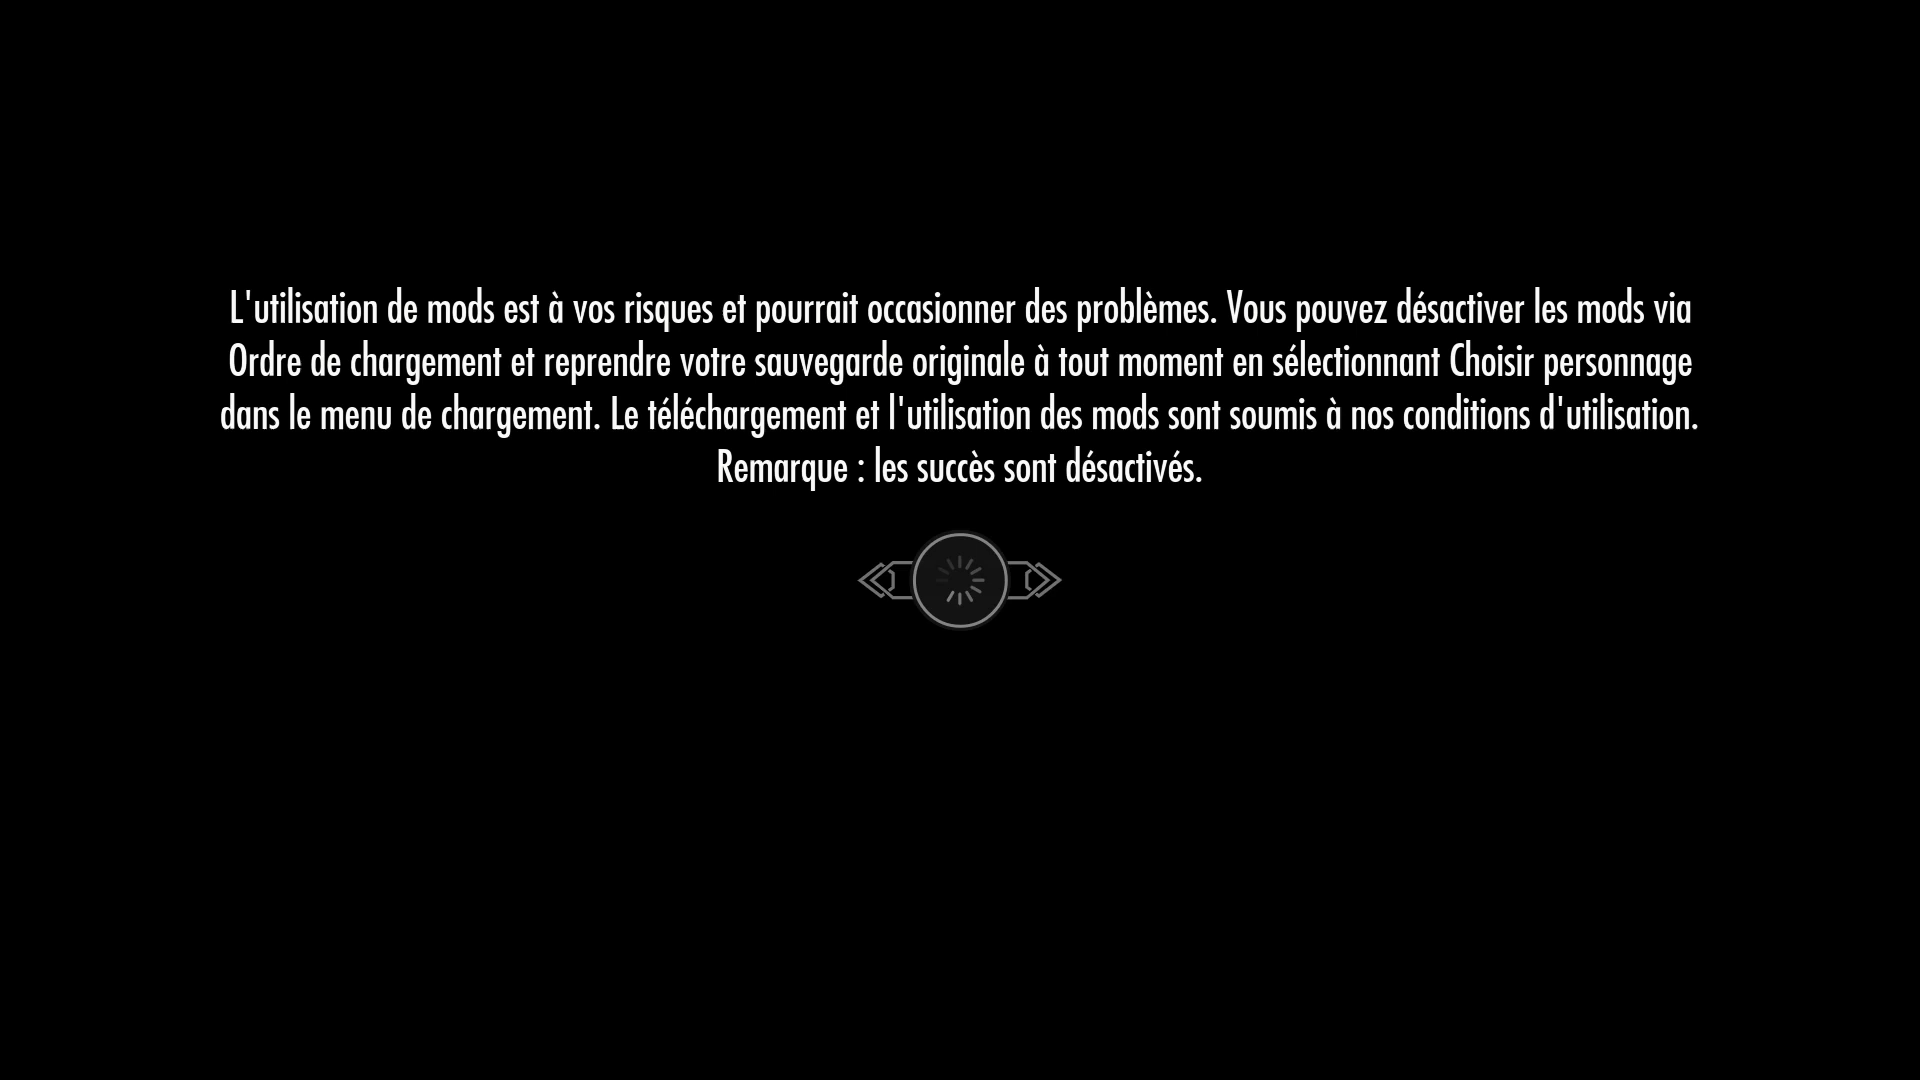 L'utilisation de mods est à vos risques et pourrait occasionner des problèmes. Vous pouvez désactiver les mods via
Ordre de chargement et reprendre votre sauvegarde originale à tout moment en sélectionnant Choisir personnage
dans le menu de chargement. Le téléchargement et l'utilisation des mods sont soumis à nos conditions d'utilisation.
Remarque : les succès sont désactivés.